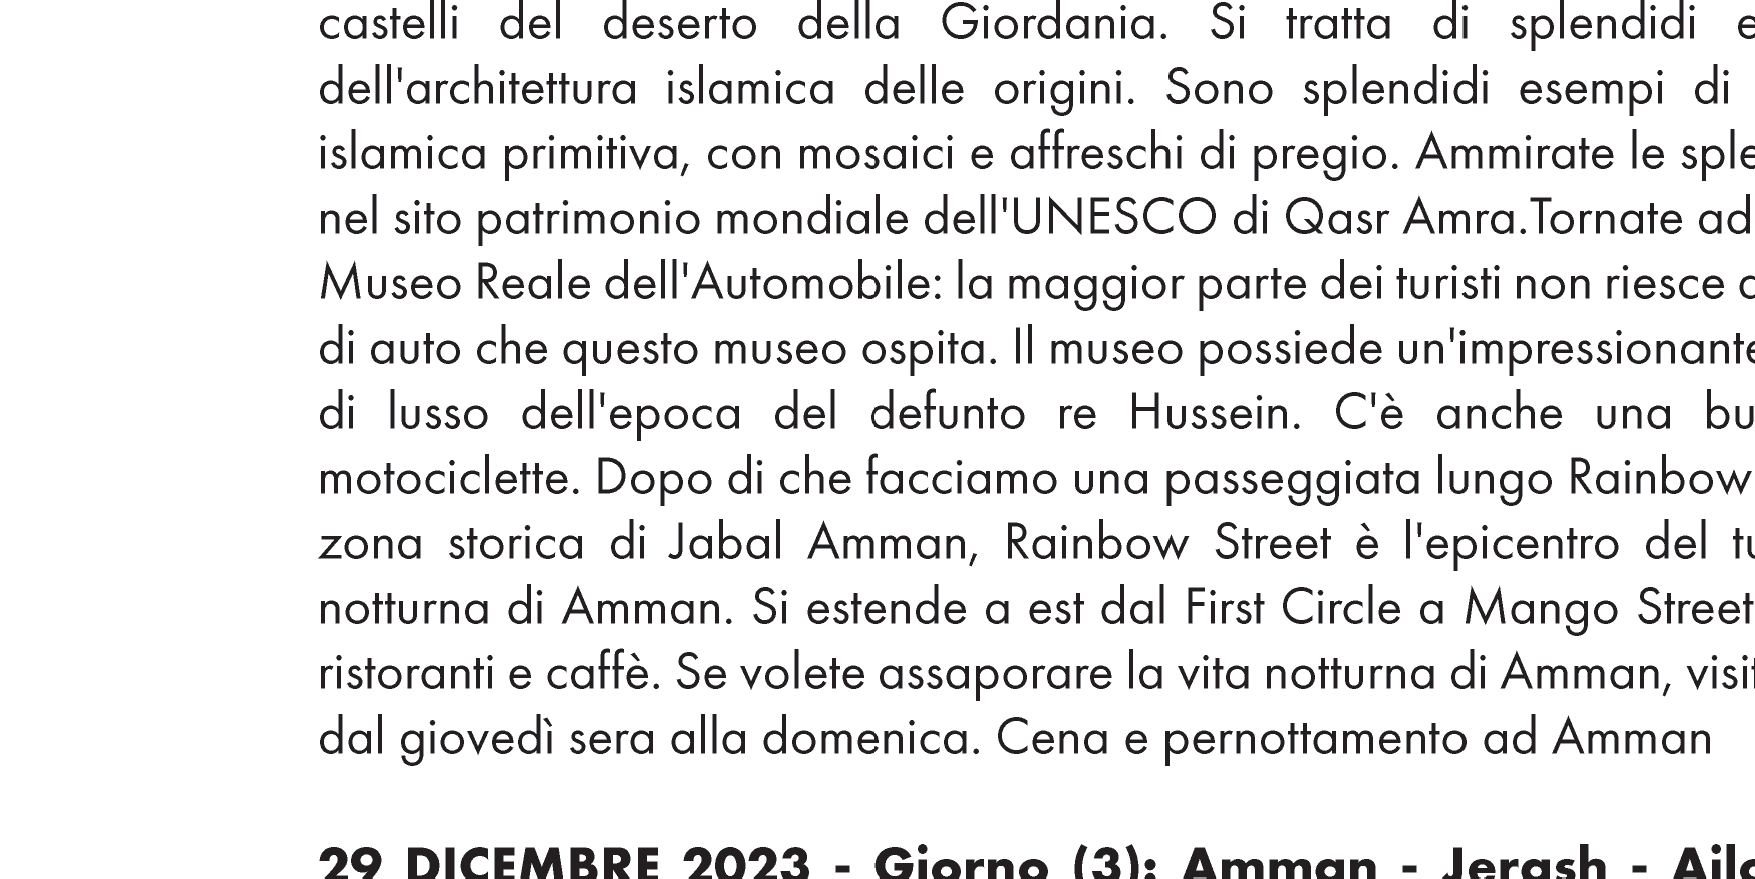 castelli del deserto della Giordania. Si tratta di splendidi
dell'architettura islamica delle origini. Sono splendidi esempi di
islamica primitiva, con mosaici e affreschi di pregio. Ammirate le
nel sito patrimonio mondiale dell'UNESCO di Qasr Amra.Tornate ad
Museo Reale dell'Automobile: la maggior parte dei turisti non riesce
di auto che questo museo ospita. Il museo possiede un'impressionante
di lusso dell'epoca del defunto re Hussein. C'è anche una
motociclette. Dopo di che facciamo una passeggiata lungo Rainbow
zona storica di Jabal Amman, Rainbow Street è l'epicentro del
notturna di Amman. Si estende a est dal First Circle a Mango Street
ristoranti e caffè. Se volete assaporare la vita notturna di Amman,
dal giovedì sera alla domenica. Cena e pernottamento ad Amman
29 DICEMBRE 2023 - Giorno (3): Amman - Jerash -